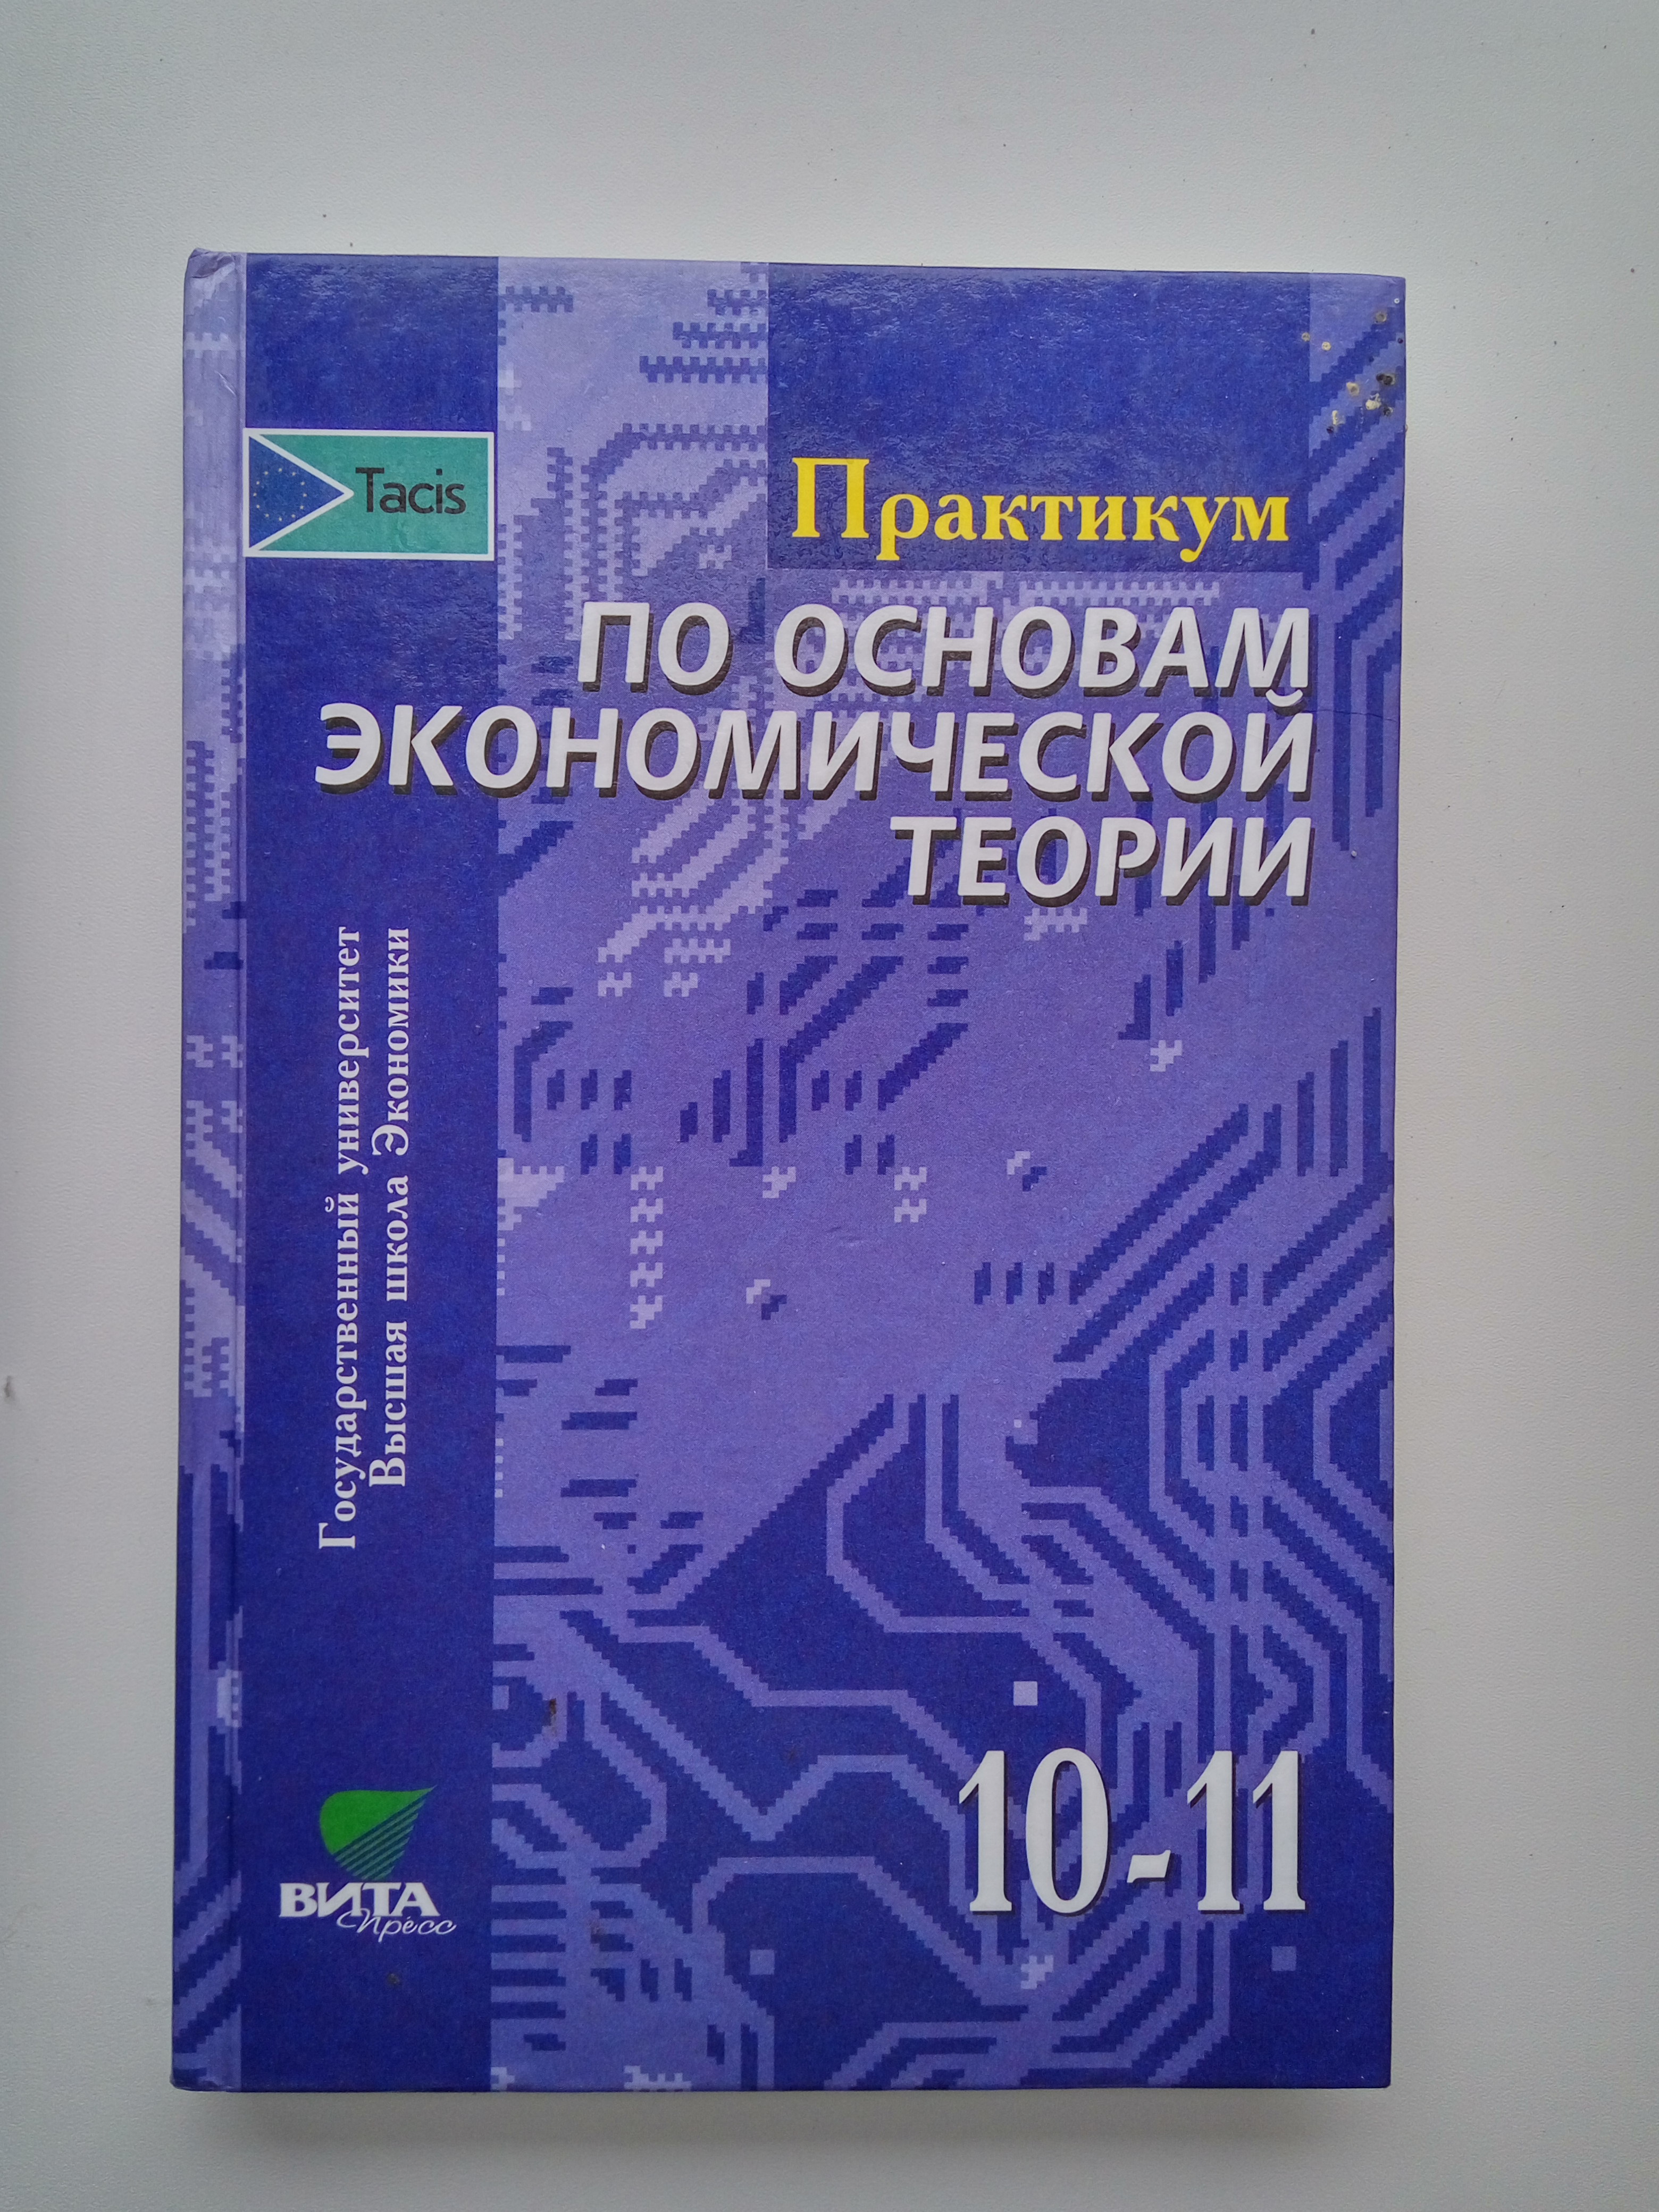 Tacis
Практикум
ПО ОСНОВАМ
ЭКОНОМИЧЕСКОЙ
ТЕОРИИ
Государственный университет
Высшая школа Экономики
10-11
ВИТА
Пресс